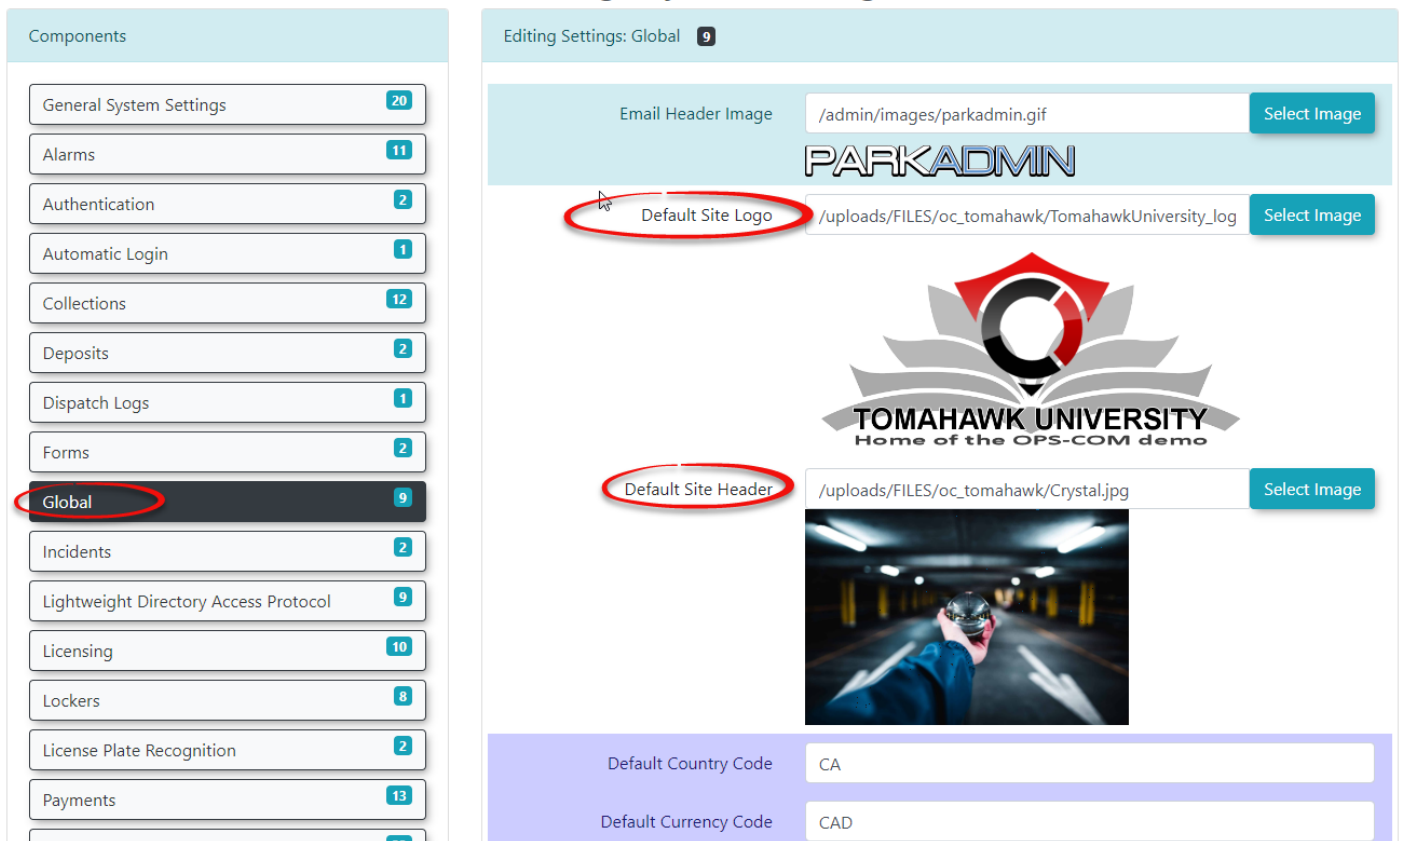 Components
General System Settings 20
Alarms 11
Authentication 2
Automatic Login 1
Collections 12
Deposits 2
Dispatch Logs 1
Forms 2
Global 9
Incidents 2
Lightweight Directory Access Protocol 9
Licensing 10
Lockers 8
License Plate Recognition 2
Payments 13
Editing Settings: Global 9
Email Header Image /admin/images/parkadmin.gif Select Image
PARKADMIN
Default Site Logo /uploads/FILES/oc_tomahawk/TomahawkUniversity_log Select Image
TOMAHAWK UNIVERSITY
Home of the OPS-COM demo
Default Site Header /uploads/FILES/oc_tomahawk/Crystal.jpg Select Image
Default Country Code CA
Default Currency Code CAD